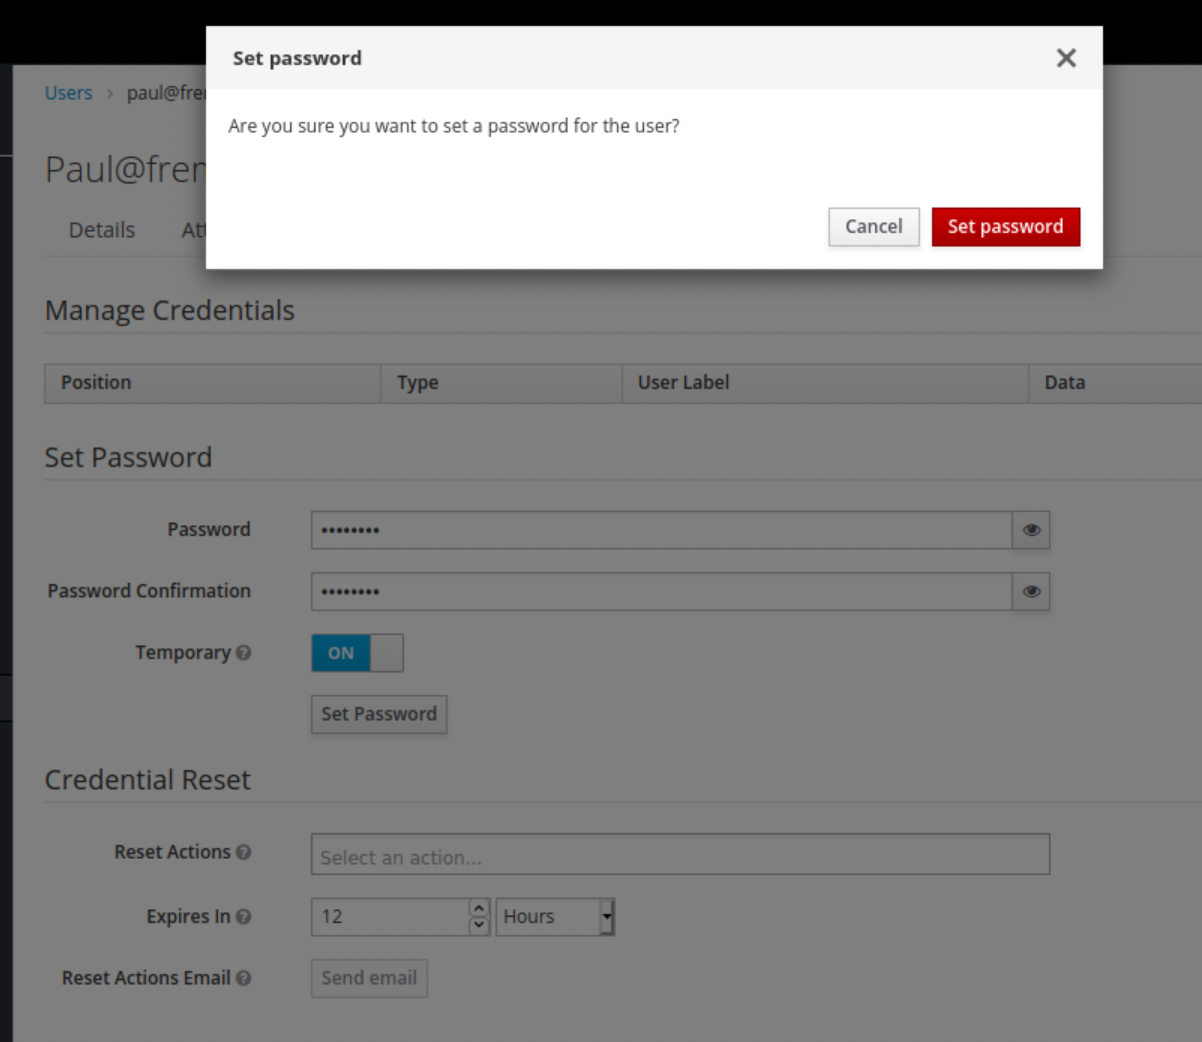 Set password
Users > paul@fre
Are you sure you want to set a password for the user?
Paul@fre
Cancel Set password
Details
Manage Credentials
Position Type User Label Data
Set Password
Password ••••••••
Password Confirmation ••••••••
Temporary ON
Set Password
Credential Reset
Reset Actions Select an action...
Expires In 12 Hours
Reset Actions Email Send email